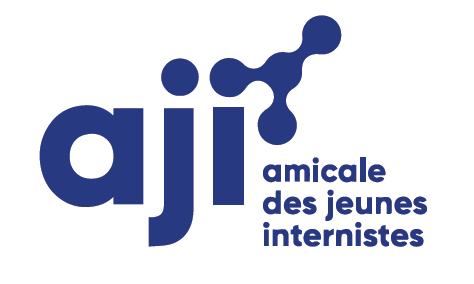 aji
amicale
des jeunes
internistes